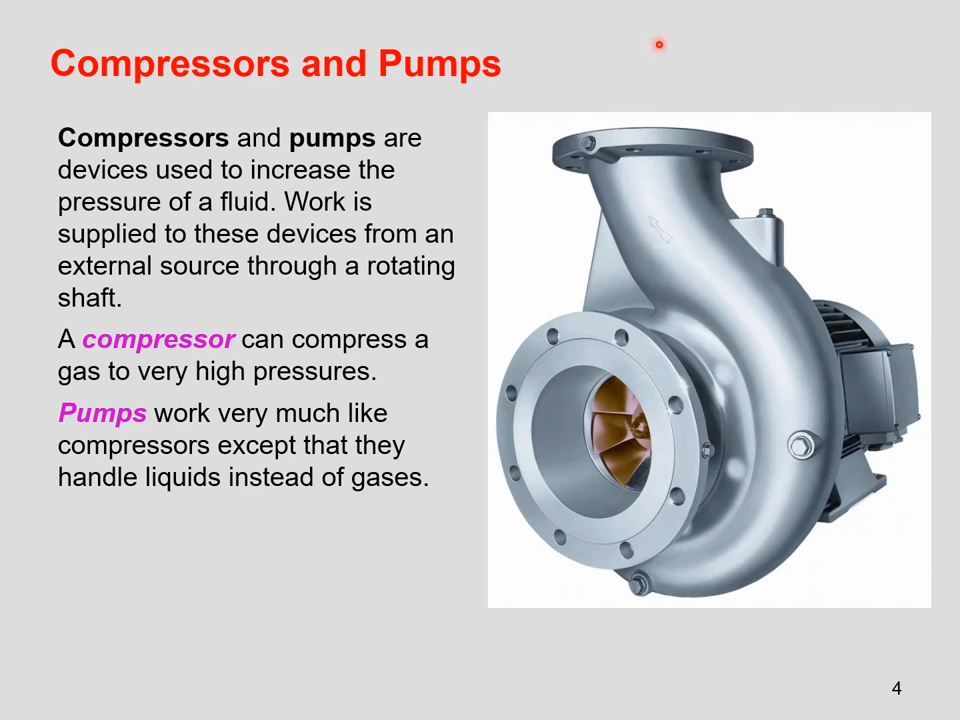 Compressors and Pumps
Compressors and pumps are
devices used to increase the
pressure of a fluid. Work is
supplied to these devices from an
external source through a rotating
shaft.
A compressor can compress a
gas to very high pressures.
Pumps work very much like
compressors except that they
handle liquids instead of gases.
4